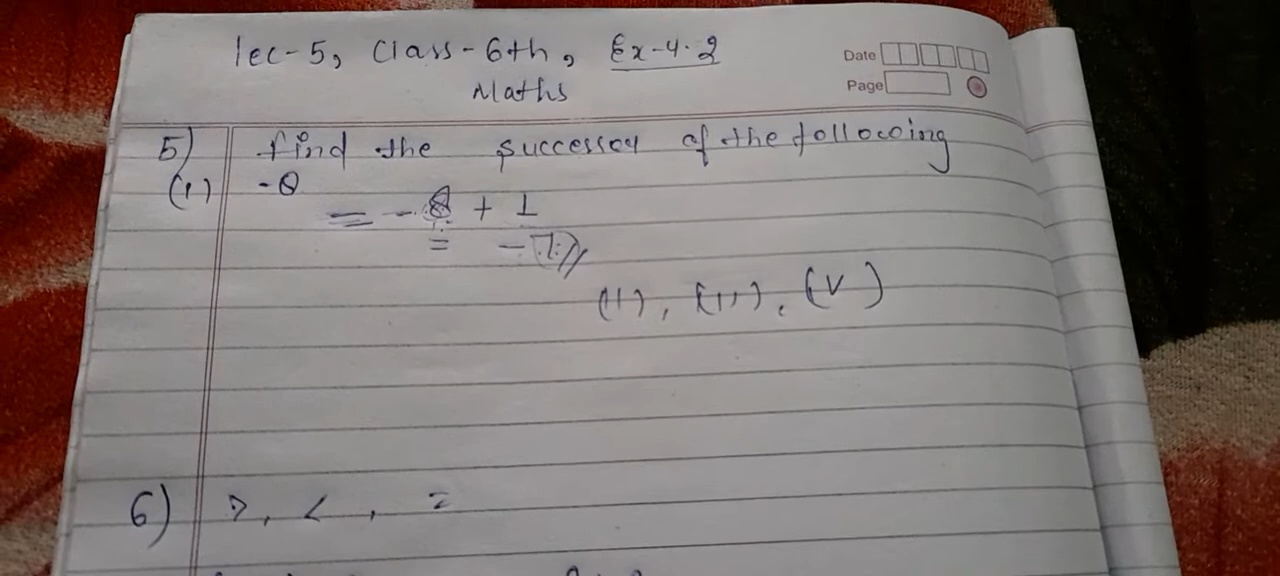 lec-5, Class-6th, Ex-4.2
Maths
Date
Page
5) find the successor of the following
(i) -8
= -8 + 1
= -7
(ii), (iii), (v)
6) >, <, =